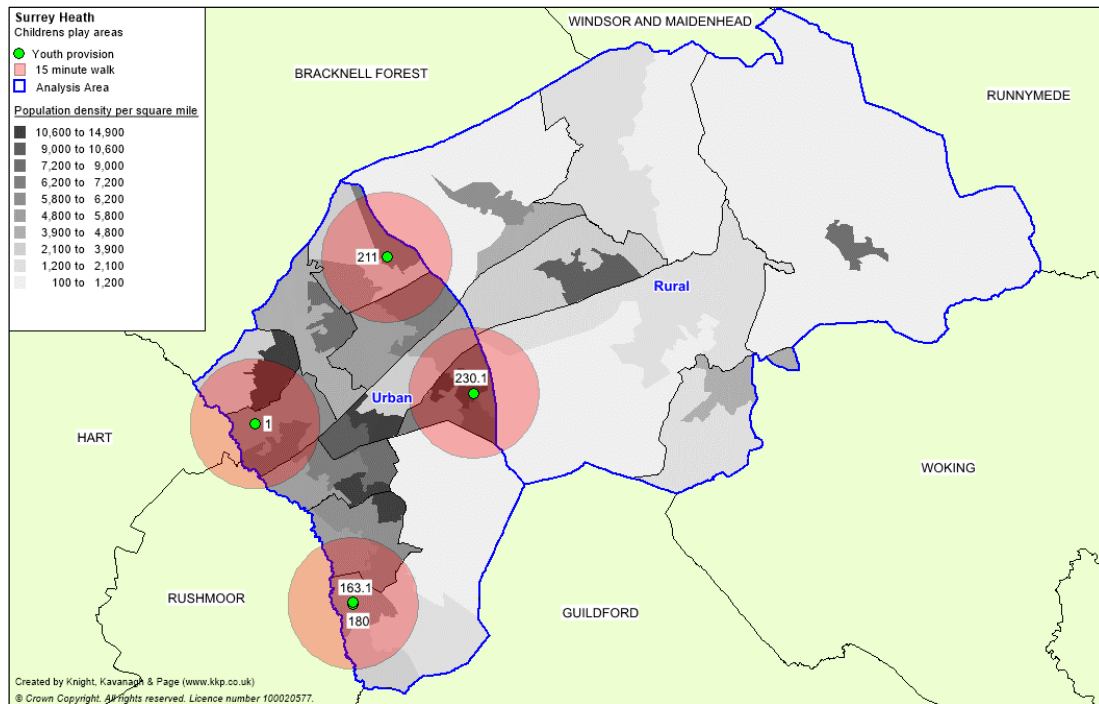 Surrey Heath
Childrens play areas
Youth provision
15 minute walk
Analysis Area
Population density per square mile
10,600 to 14,900
9,000 to 10,600
7,200 to 9,000
6,200 to 7,200
5,800 to 6,200
4,800 to 5,800
3,900 to 4,800
2,100 to 3,900
1,200 to 2,100
100 to 1,200
WINDSOR AND MAIDENHEAD
BRACKNELL FOREST
RUNNYMEDE
211
Rural
230.1
Urban
1
HART
WOKING
163.1
RUSHMOOR
180
GUILDFORD
Created by Knight, Kavanagh & Page (www.kkp.co.uk)
© Crown Copyright. All rights reserved. Licence number 100020577.